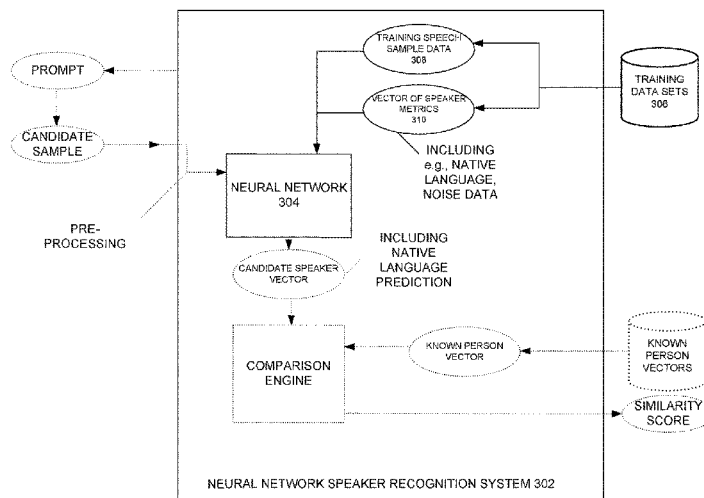 TRAINING SPEECH
SAMPLE DATA
308
PROMPT
TRAINING
DATA SETS
306
VECTOR OF SPEAKER
METRICS
310
CANDIDATE
SAMPLE
INCLUDING
e.g., NATIVE
LANGUAGE,
NOISE DATA
NEURAL NETWORK
304
PRE-
PROCESSING
INCLUDING
NATIVE
LANGUAGE
PREDICTION
CANDIDATE SPEAKER
VECTOR
COMPARISON
ENGINE
KNOWN PERSON
VECTOR
KNOWN
PERSON
VECTORS
SIMILARITY
SCORE
NEURAL NETWORK SPEAKER RECOGNITION SYSTEM 302